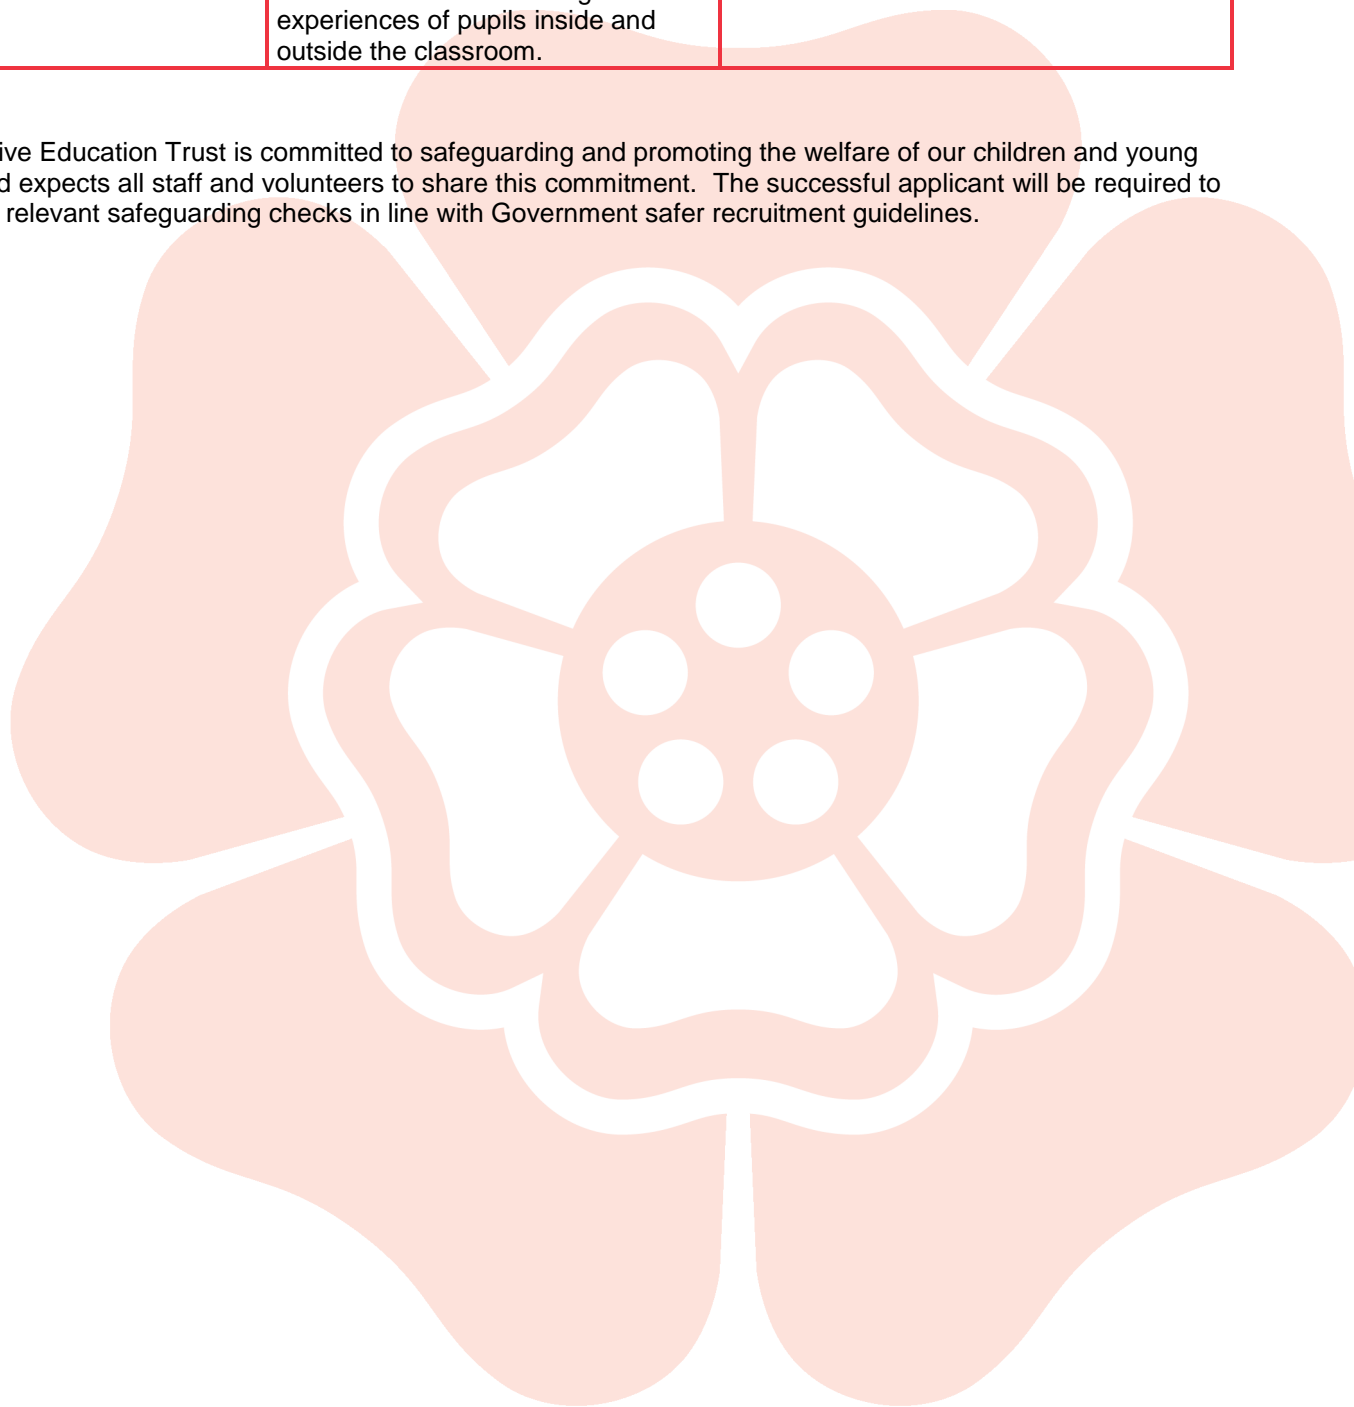 experiences of pupils inside and
outside the classroom.
ive Education Trust is committed to safeguarding and promoting the welfare of our children and young
d expects all staff and volunteers to share this commitment.  The successful applicant will be required to
relevant safeguarding checks in line with Government safer recruitment guidelines.